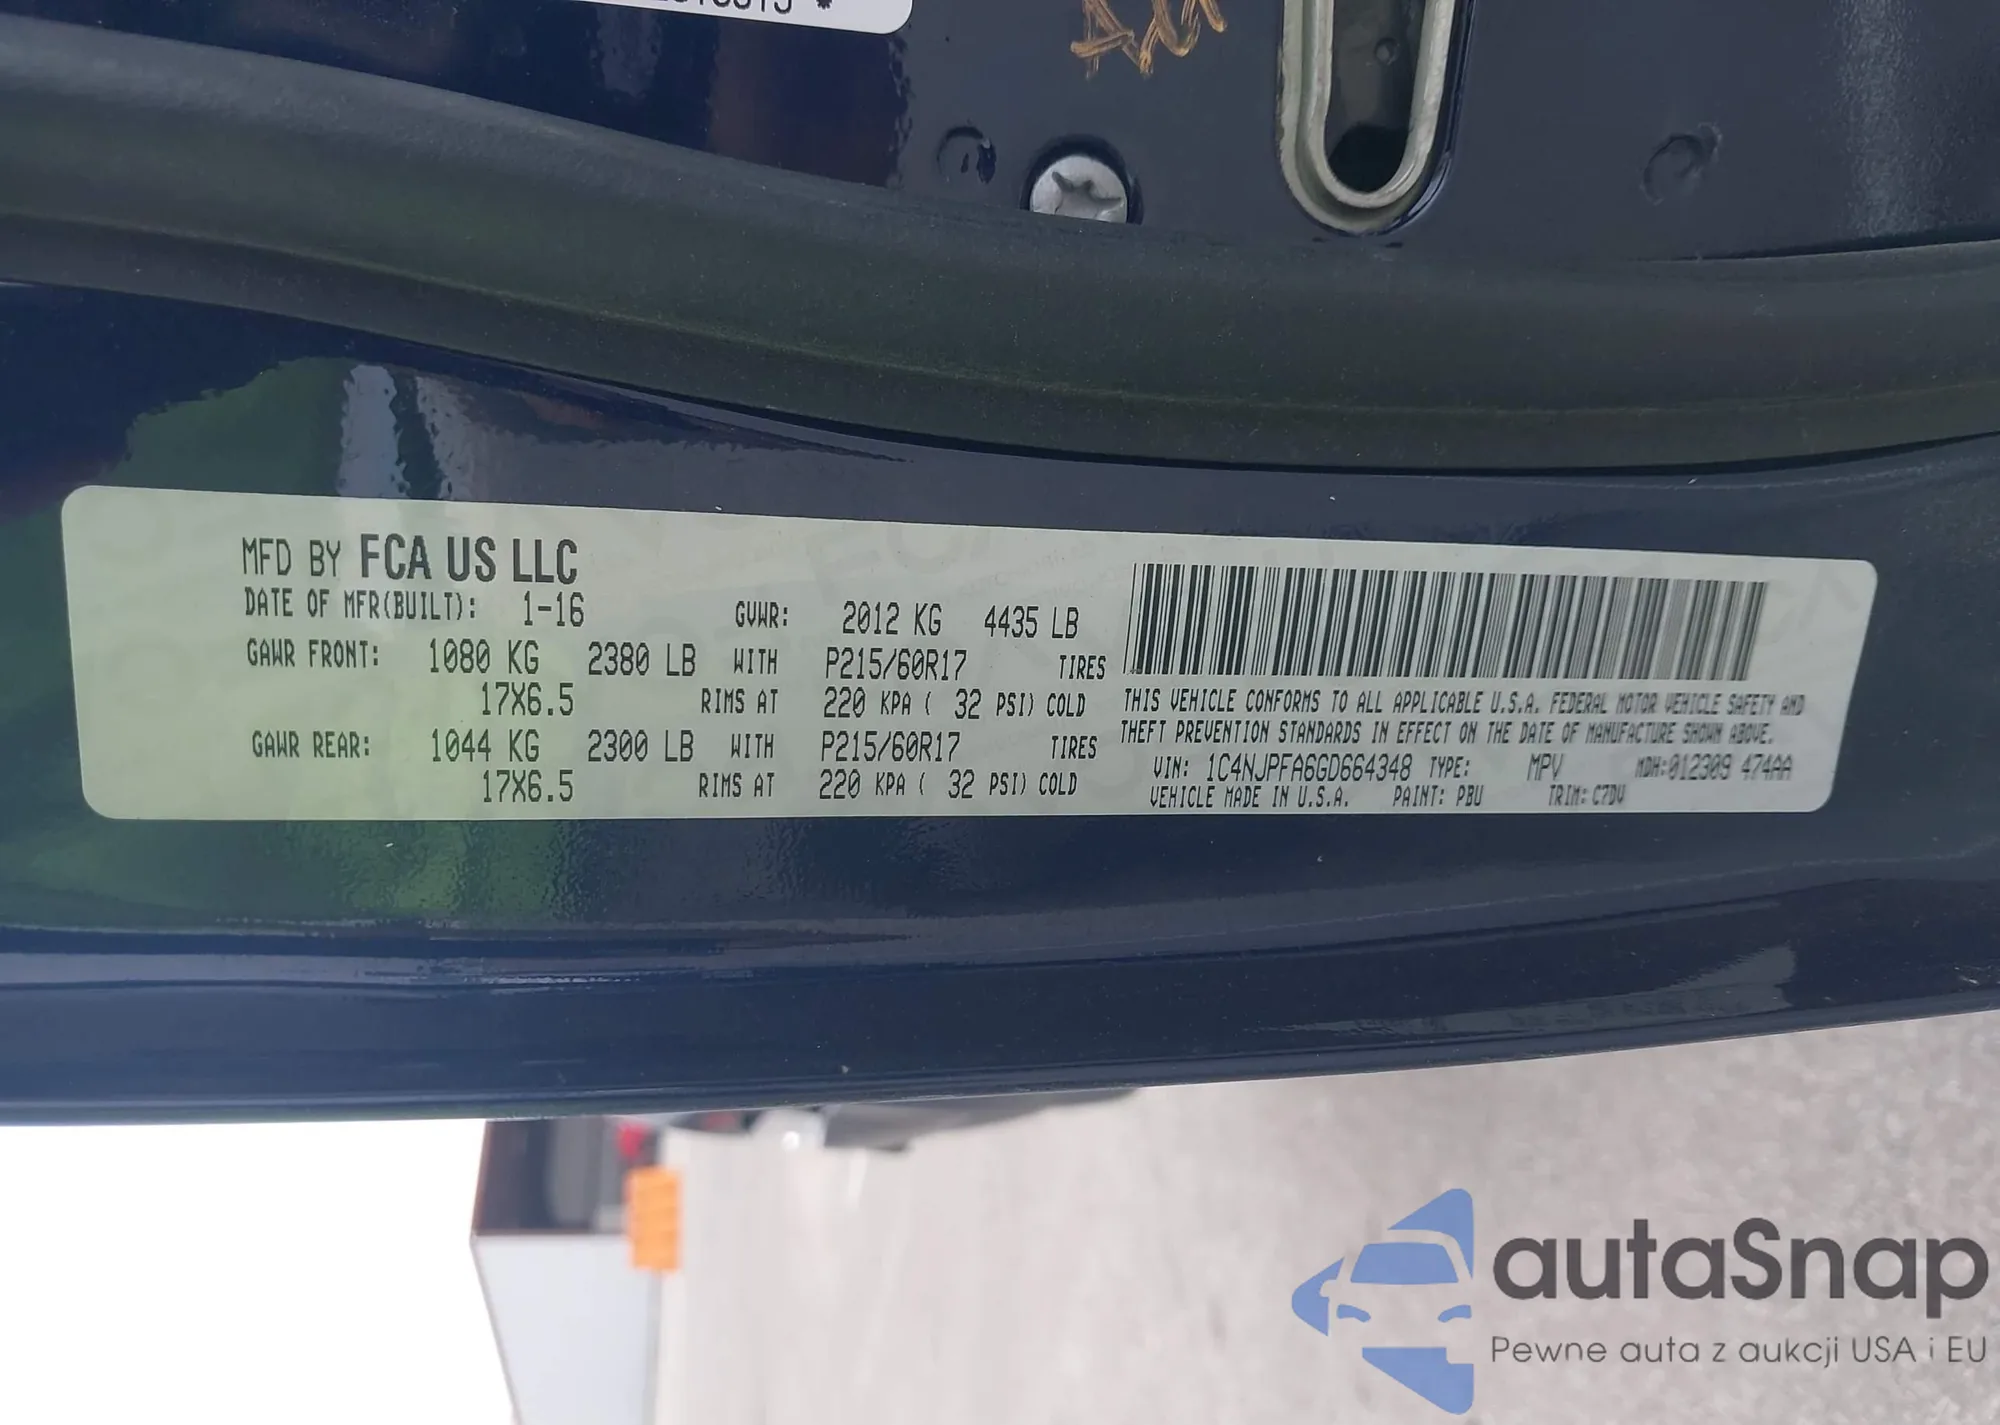 MFD BY FCA US LLC
DATE OF MFR(BUILT): 1-16 GVWR: 2012 KG 4435 LB
GAWR FRONT: 1080 KG 2380 LB WITH P215/60R17 TIRES
17X6.5 RIMS AT 220 KPA ( 32 PSI) COLD
GAWR REAR: 1044 KG 2300 LB WITH P215/60R17 TIRES
17X6.5 RIMS AT 220 KPA ( 32 PSI) COLD
THIS VEHICLE CONFORMS TO ALL APPLICABLE U.S.A. FEDERAL MOTOR VEHICLE SAFETY AND
THEFT PREVENTION STANDARDS IN EFFECT ON THE DATE OF MANUFACTURE SHOWN ABOVE.
VIN: 1C4NJPFA6GD664348 TYPE: MPV MDH:012309 474AA
VEHICLE MADE IN U.S.A. PAINT: PBU TRIM: C7DV
autaSnap
Pewne auta z aukcji USA i EU